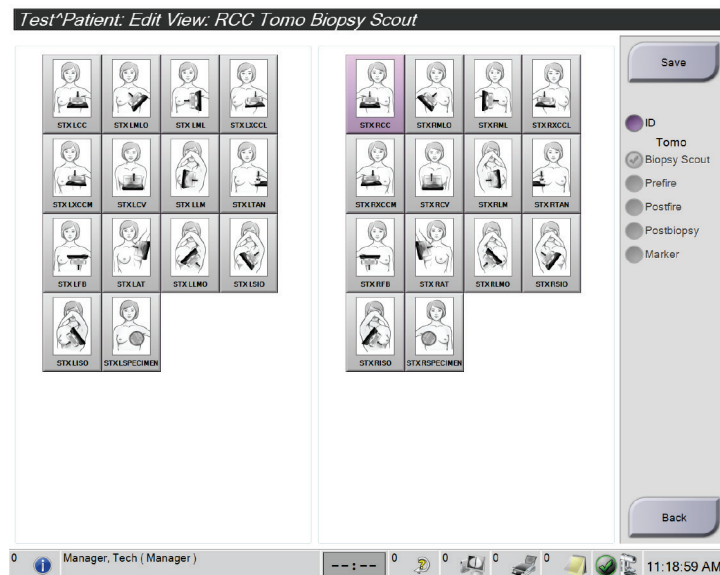 Test^Patient: Edit View: RCC Tomo Biopsy Scout
STX LCC STX LMLO STX LML STX LXCCL
STX LXCCM STX LCV STX LLM STX LTAN
STX LFB STX LAT STX LLMO STX LSIO
STX LISO STX LSPECIMEN
STX RCC STX RMLO STX RML STX RXCCL
STX RXCCM STX RCV STX RLM STX RTAN
STX RFB STX RAT STX RLMO STX RSIO
STX RISO STX RSPECIMEN
Save
ID
Tomo
Biopsy Scout
Prefire
Postfire
Postbiopsy
Marker
Back
0 Manager, Tech ( Manager ) --:-- 0 0 0 0 11:18:59 AM